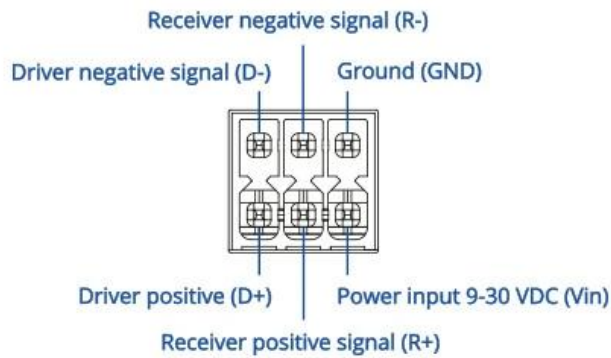 Receiver negative signal (R-)
Driver negative signal (D-)
Ground (GND)
Driver positive (D+)
Power input 9-30 VDC (Vin)
Receiver positive signal (R+)